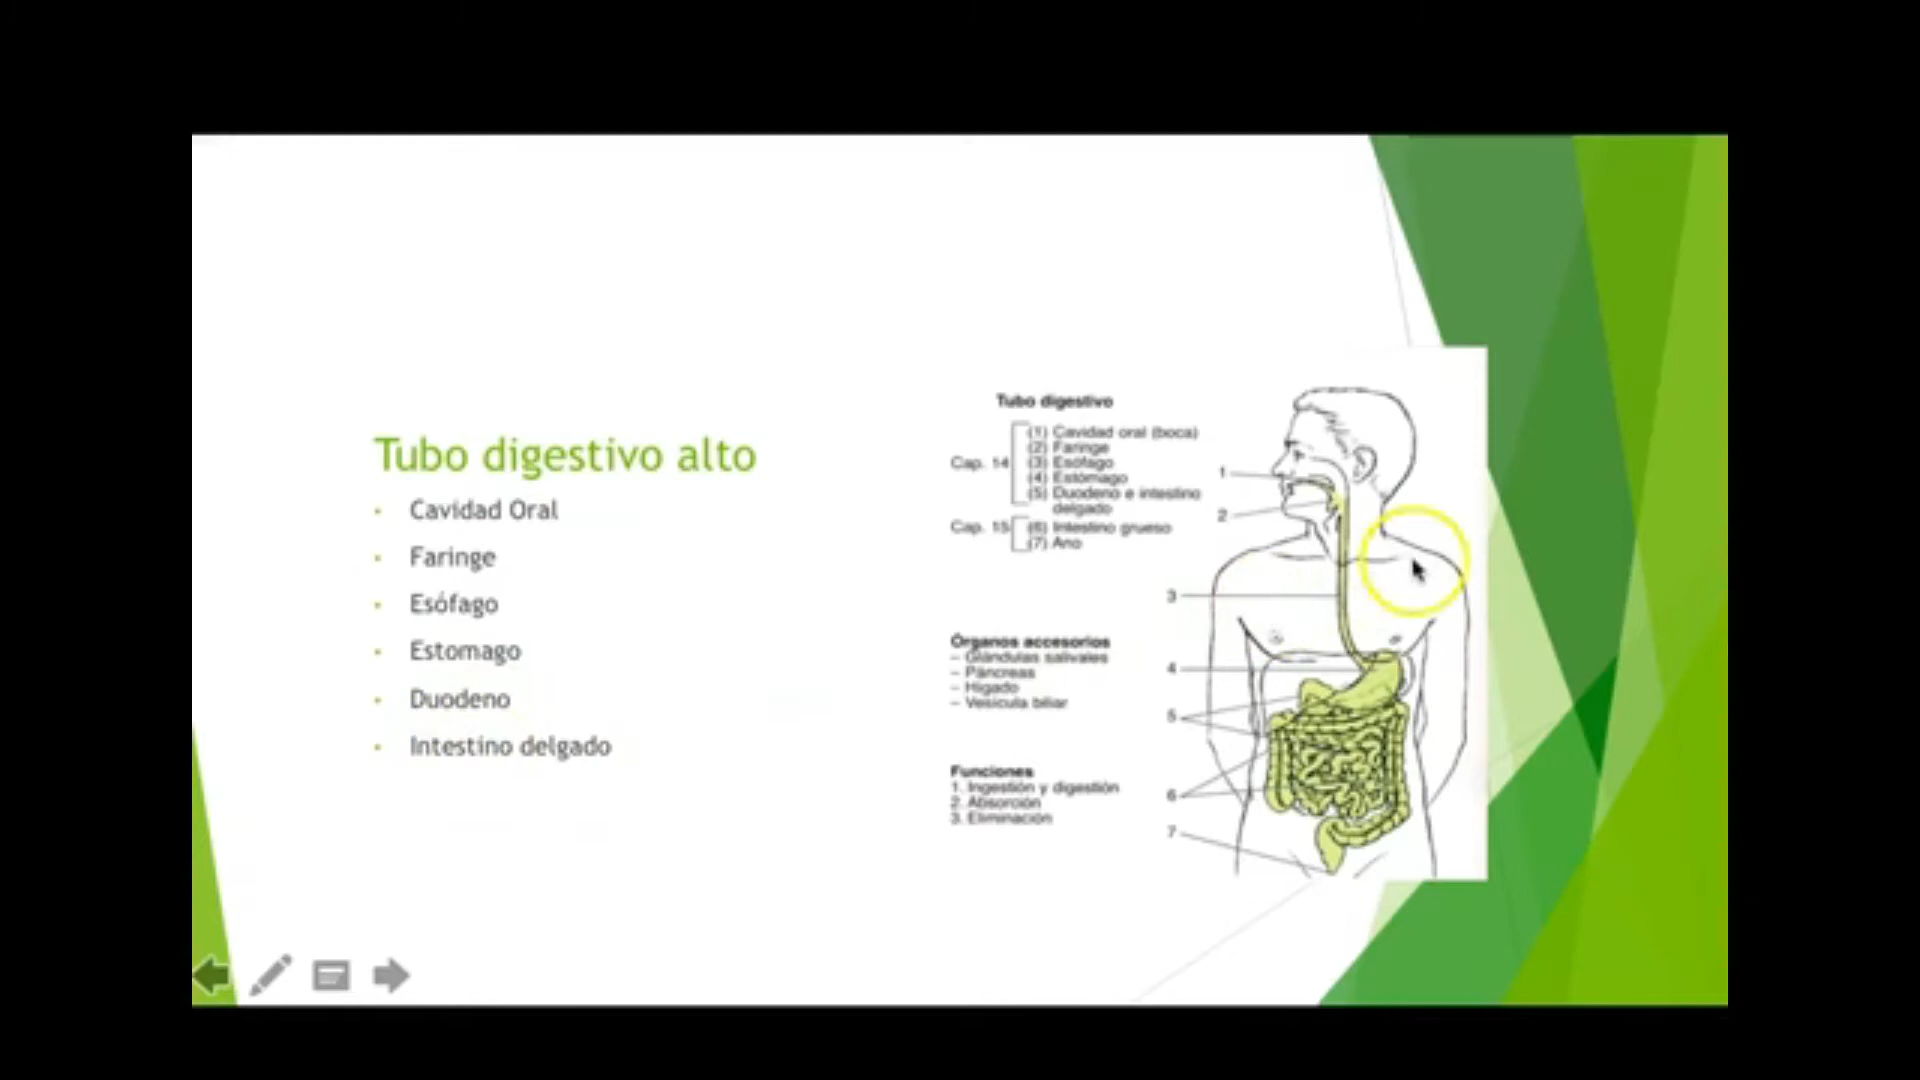 Tubo digestivo alto
Cavidad Oral
Faringe
Esófago
Estomago
Duodeno
Intestino delgado
Tubo digestivo
Cap. 14
(1) Cavidad oral (boca)
(2) Faringe
(3) Esófago
(4) Estómago
(5) Duodeno e intestino
delgado
Cap. 15
(6) Intestino grueso
(7) Ano
Órganos accesorios
– Glándulas salivales
– Páncreas
– Hígado
– Vesícula biliar
Funciones
1. Ingestión y digestión
2. Absorción
3. Eliminación
1
2
3
4
5
6
7